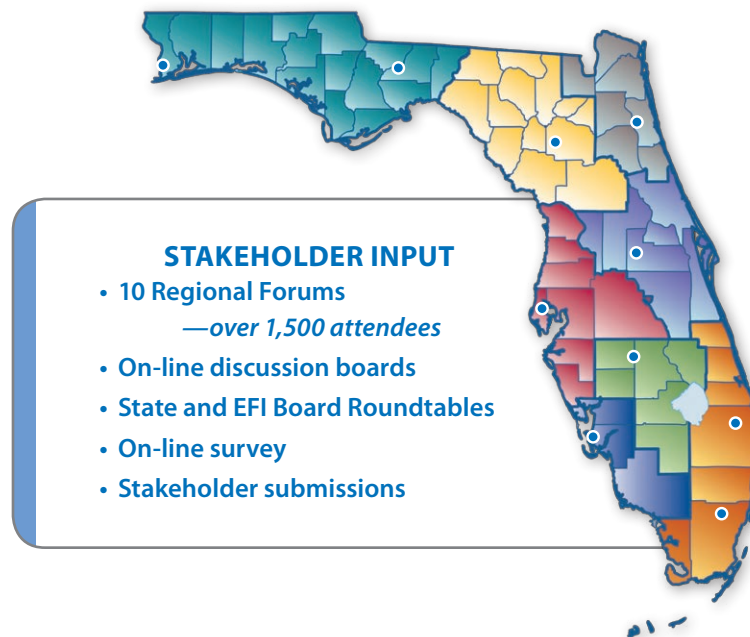 STAKEHOLDER INPUT
• 10 Regional Forums
—over 1,500 attendees
• On-line discussion boards
• State and EFI Board Roundtables
• On-line survey
• Stakeholder submissions